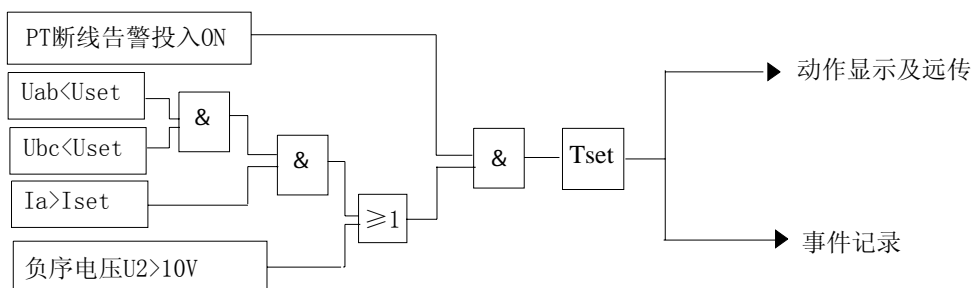 PT断线告警投入ON
Uab<Uset
&
Ubc<Uset
&
Ia>Iset
≥1
负序电压U2>10V
&
Tset
动作显示及远传
事件记录